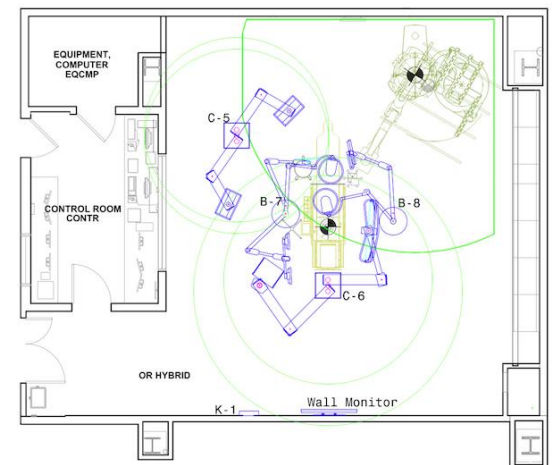 EQUIPMENT,
COMPUTER
EQCMP
C-5
CONTROL ROOM
CONTR
B-7
B-8
C-6
OR HYBRID
K-1
Wall Monitor